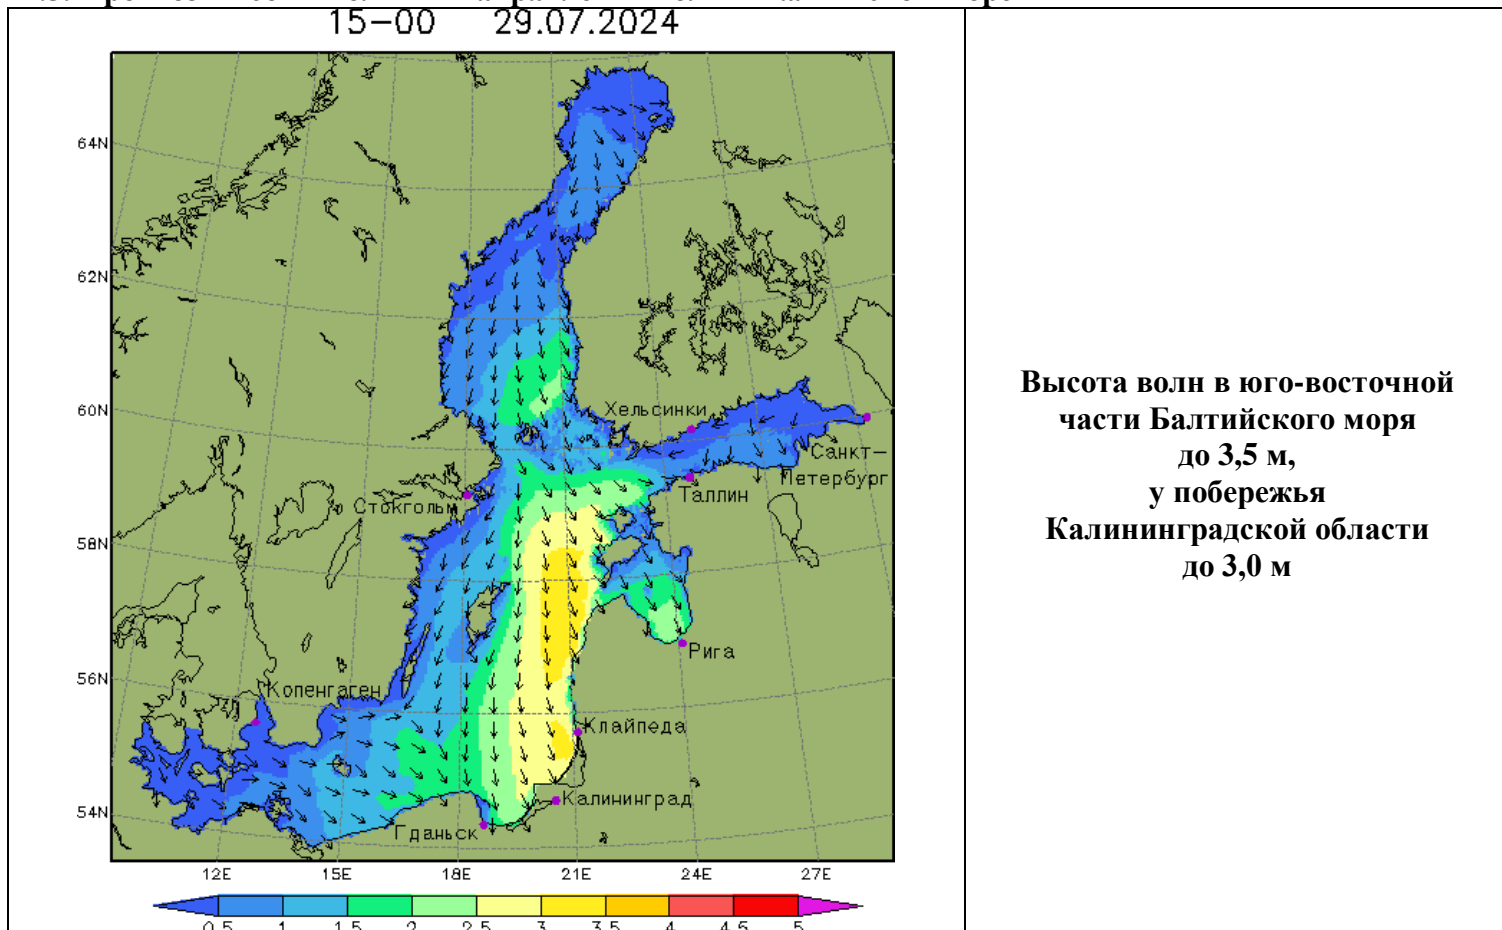 15-00 29.07.2024
64N
62N
60N
58N
56N
54N
Хельсинки
Санкт-
Петербург
Таллин
Стокгольм
Рига
Копенгаген
Клайпеда
Калининград
Гданьск
12E 15E 18E 21E 24E 27E
0.5 1 1.5 2 2.5 3 3.5 4 4.5 5
Высота волн в юго-восточной
части Балтийского моря
до 3,5 м,
у побережья
Калининградской области
до 3,0 м